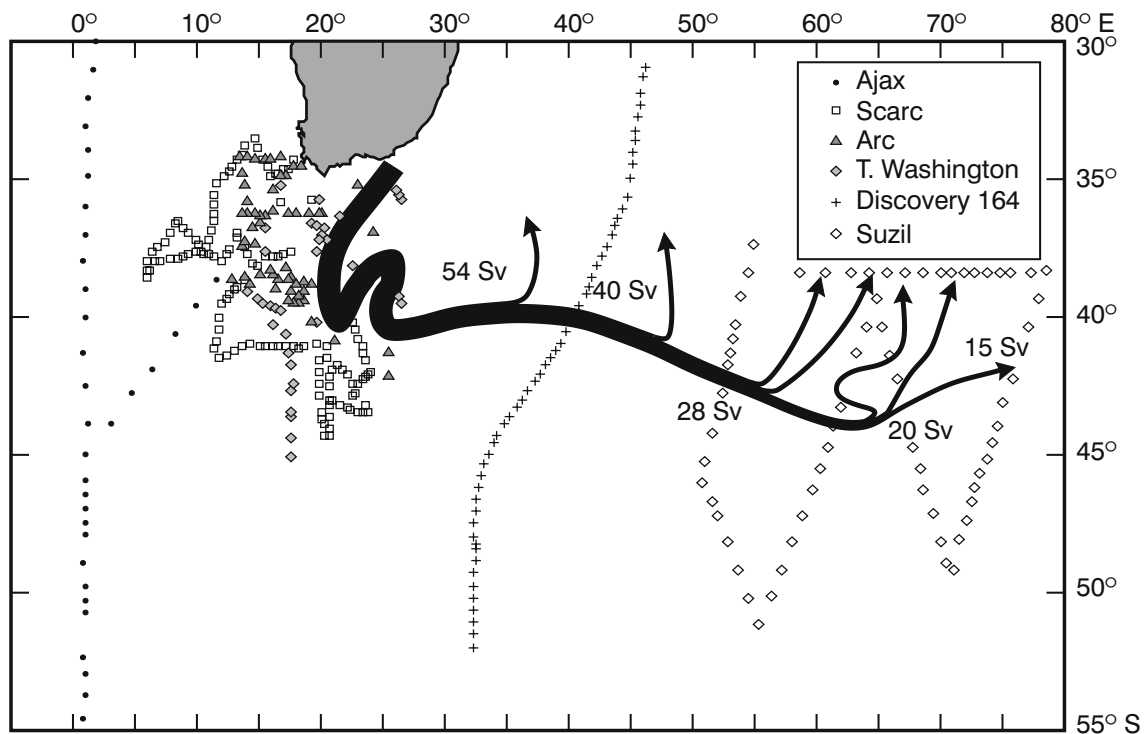 0° 10° 20° 30° 40° 50° 60° 70° 80° E
30°
Ajax
Scarc
Arc
T. Washington
Discovery 164
Suzil
35°
54 Sv
40 Sv
40°
15 Sv
28 Sv
20 Sv
45°
50°
55° S